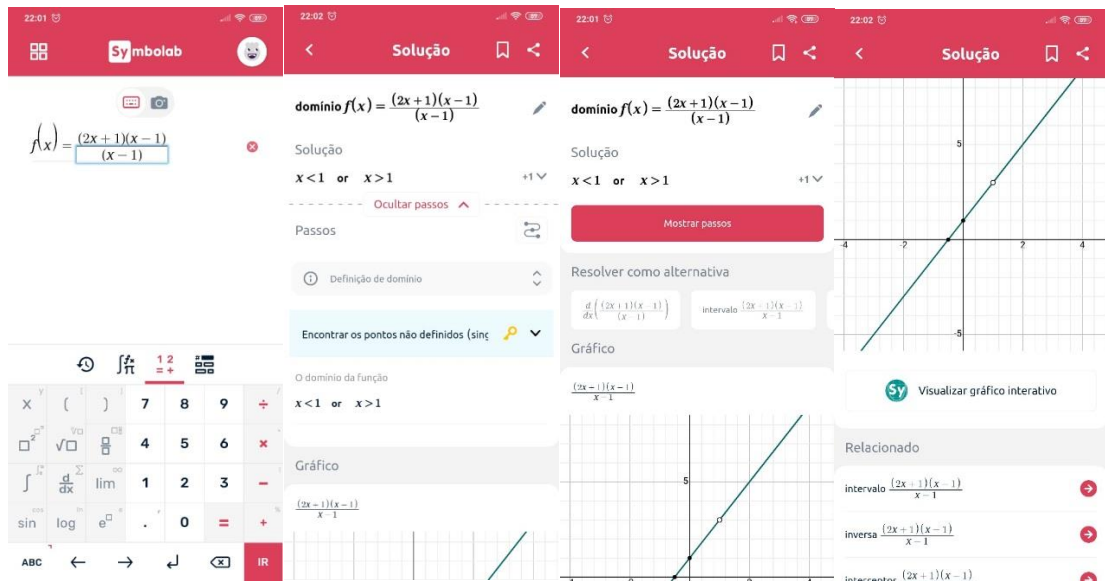 22:01
Symbolab
f(x) = (2x + 1)(x − 1) / (x − 1)
ABC
IR
x ( ) 7 8 9 ÷
□² √□ □/□ 4 5 6 ×
∫ d/dx lim 1 2 3 −
sin log e□ . 0 = +
22:02
Solução
domínio f(x) = (2x+1)(x−1) / (x−1)
Solução
x < 1 or x > 1
+1
Ocultar passos
Passos
Definição de domínio
Encontrar os pontos não definidos (sing
O domínio da função
x < 1 or x > 1
Gráfico
(2x+1)(x−1) / x−1
22:01
Solução
domínio f(x) = (2x+1)(x−1) / (x−1)
Solução
x < 1 or x > 1
+1
Mostrar passos
Resolver como alternativa
d/dx ( (2x+1)(x−1) / (x−1) )
intervalo (2x+1)(x−1) / x−1
Gráfico
(2x+1)(x−1) / x−1
5
22:02
Solução
5
-4 -2 2 4
-5
Sy Visualizar gráfico interativo
Relacionado
intervalo (2x+1)(x−1) / x−1
inversa (2x+1)(x−1) / x−1
(2x+1)(x−1)